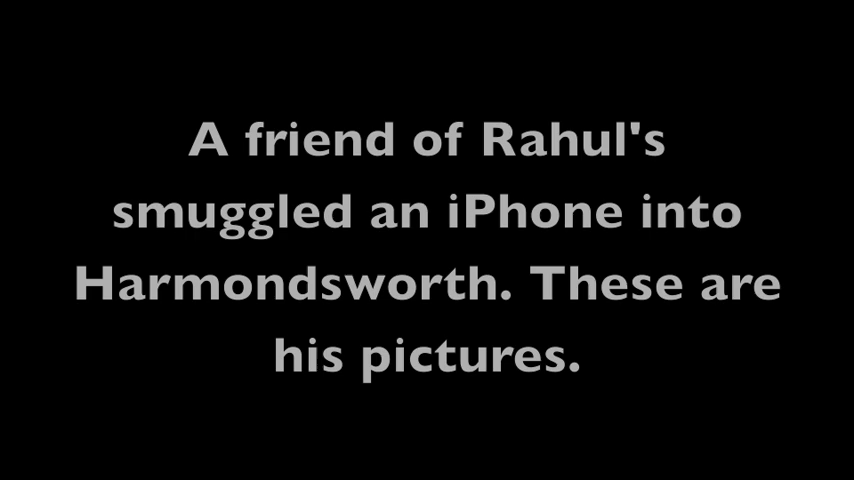 A friend of Rahul's
smuggled an iPhone into
Harmondsworth. These are
his pictures.